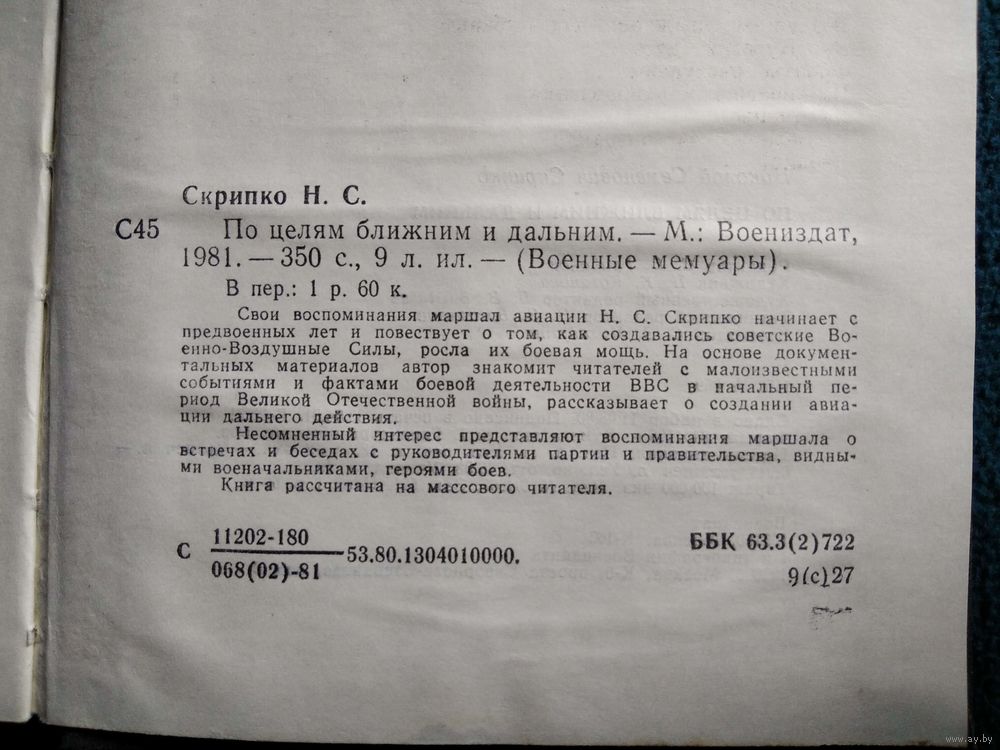 Скрипко Н. С.
С45 По целям ближним и дальним. — М.: Воениздат,
1981. — 350 с., 9 л. ил. — (Военные мемуары).
В пер.: 1 р. 60 к.
Свои воспоминания маршал авиации Н. С. Скрипко начинает с
предвоенных лет и повествует о том, как создавались советские Во-
енно-Воздушные Силы, росла их боевая мощь. На основе докумен-
тальных материалов автор знакомит читателей с малоизвестными
событиями и фактами боевой деятельности ВВС в начальный пе-
риод Великой Отечественной войны, рассказывает о создании авиа-
ции дальнего действия.
Несомненный интерес представляют воспоминания маршала о
встречах и беседах с руководителями партии и правительства, видны-
ми военачальниками, героями боев.
Книга рассчитана на массового читателя.
С 11202-180
068(02)-81 53.80.1304010000.
ББК 63.3(2)722
9(с)27
www.ay.by